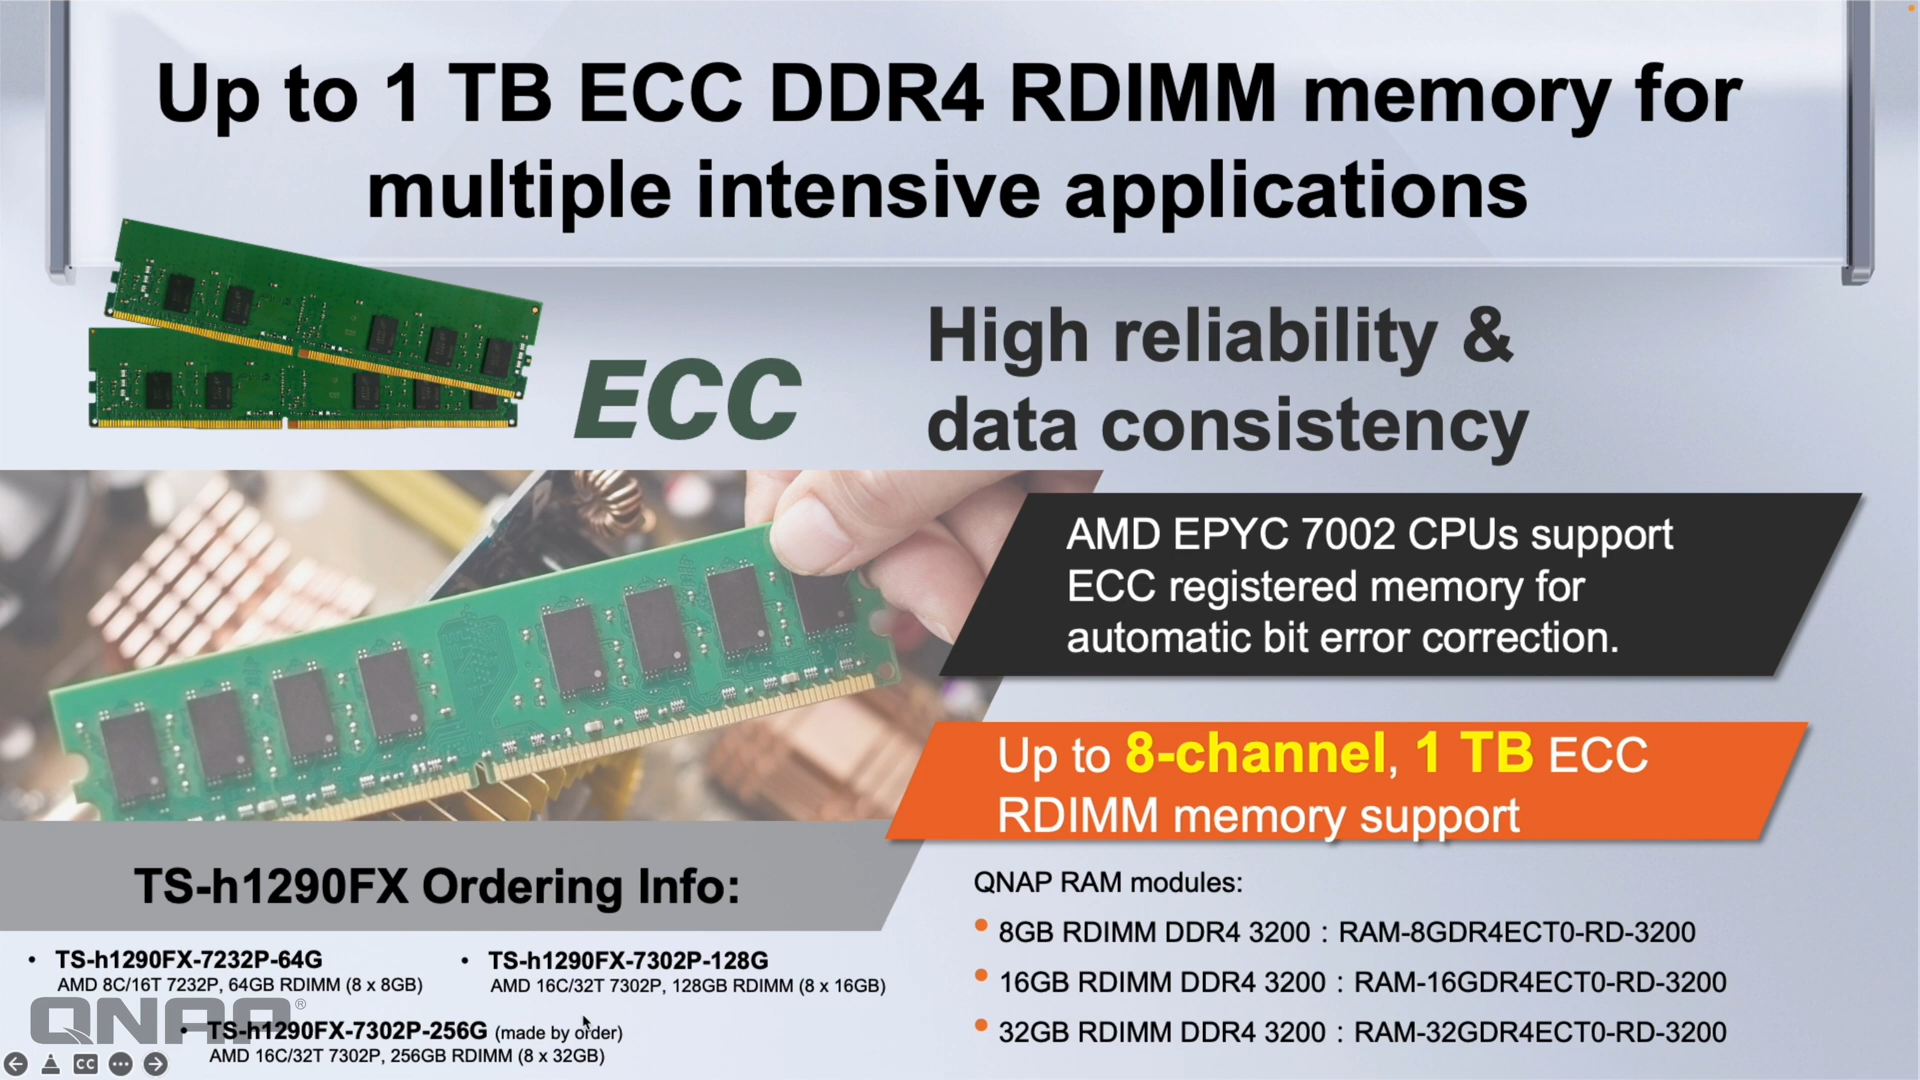 Up to 1 TB ECC DDR4 RDIMM memory for
multiple intensive applications
ECC
High reliability &
data consistency
AMD EPYC 7002 CPUs support
ECC registered memory for
automatic bit error correction.
Up to 8-channel, 1 TB ECC
RDIMM memory support
TS-h1290FX Ordering Info:
• TS-h1290FX-7232P-64G
AMD 8C/16T 7232P, 64GB RDIMM (8 x 8GB)
• TS-h1290FX-7302P-128G
AMD 16C/32T 7302P, 128GB RDIMM (8 x 16GB)
• TS-h1290FX-7302P-256G (made by order)
AMD 16C/32T 7302P, 256GB RDIMM (8 x 32GB)
QNAP RAM modules:
• 8GB RDIMM DDR4 3200 : RAM-8GDR4ECT0-RD-3200
• 16GB RDIMM DDR4 3200 : RAM-16GDR4ECT0-RD-3200
• 32GB RDIMM DDR4 3200 : RAM-32GDR4ECT0-RD-3200
QNAP®
CC